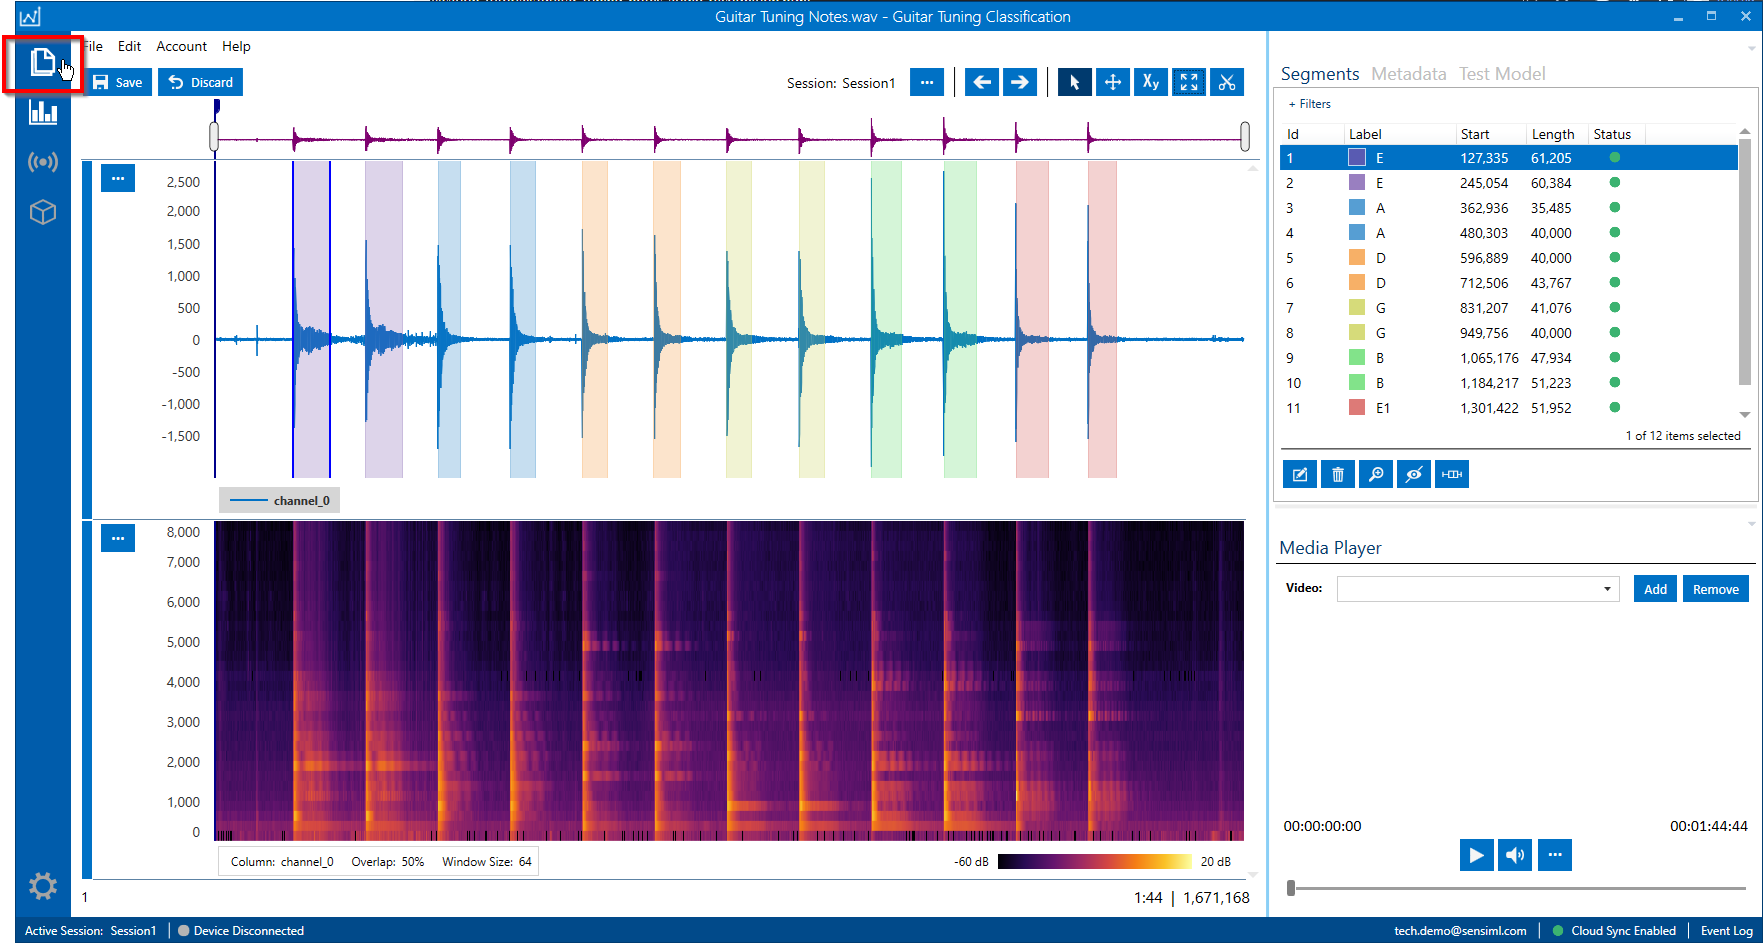 Guitar Tuning Notes.wav - Guitar Tuning Classification
File Edit Account Help
Save Discard
Session: Session1
Segments Metadata Test Model
+ Filters
Id Label Start Length Status
1 E 127,335 61,205
2 E 245,054 60,384
3 A 362,936 35,485
4 A 480,303 40,000
5 D 596,889 40,000
6 D 712,506 43,767
7 G 831,207 41,076
8 G 949,756 40,000
9 B 1,065,176 47,934
10 B 1,184,217 51,223
11 E1 1,301,422 51,952
1 of 12 items selected
2,500
2,000
1,500
1,000
500
0
-500
-1,000
-1,500
channel_0
8,000
7,000
6,000
5,000
4,000
3,000
2,000
1,000
0
Column: channel_0 Overlap: 50% Window Size: 64
-60 dB 20 dB
1
1:44 | 1,671,168
Media Player
Video: Add Remove
00:00:00:00 00:01:44:44
Active Session: Session1 | Device Disconnected
tech.demo@sensiml.com | Cloud Sync Enabled | Event Log